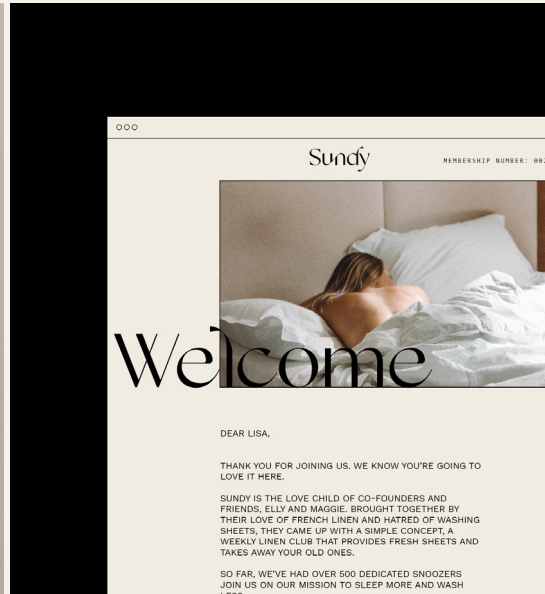 Sundy
MEMBERSHIP NUMBER:
Welcome
DEAR LISA,
THANK YOU FOR JOINING US. WE KNOW YOU'RE GOING TO
LOVE IT HERE.
SUNDY IS THE LOVE CHILD OF CO-FOUNDERS AND
FRIENDS, ELLY AND MAGGIE. BROUGHT TOGETHER BY
THEIR LOVE OF FRENCH LINEN AND HATRED OF WASHING
SHEETS, THEY CAME UP WITH A SIMPLE CONCEPT, A
WEEKLY LINEN CLUB THAT PROVIDES FRESH SHEETS AND
TAKES AWAY YOUR OLD ONES.
SO FAR, WE'VE HAD OVER 500 DEDICATED SNOOZERS
JOIN US ON OUR MISSION TO SLEEP MORE AND WASH